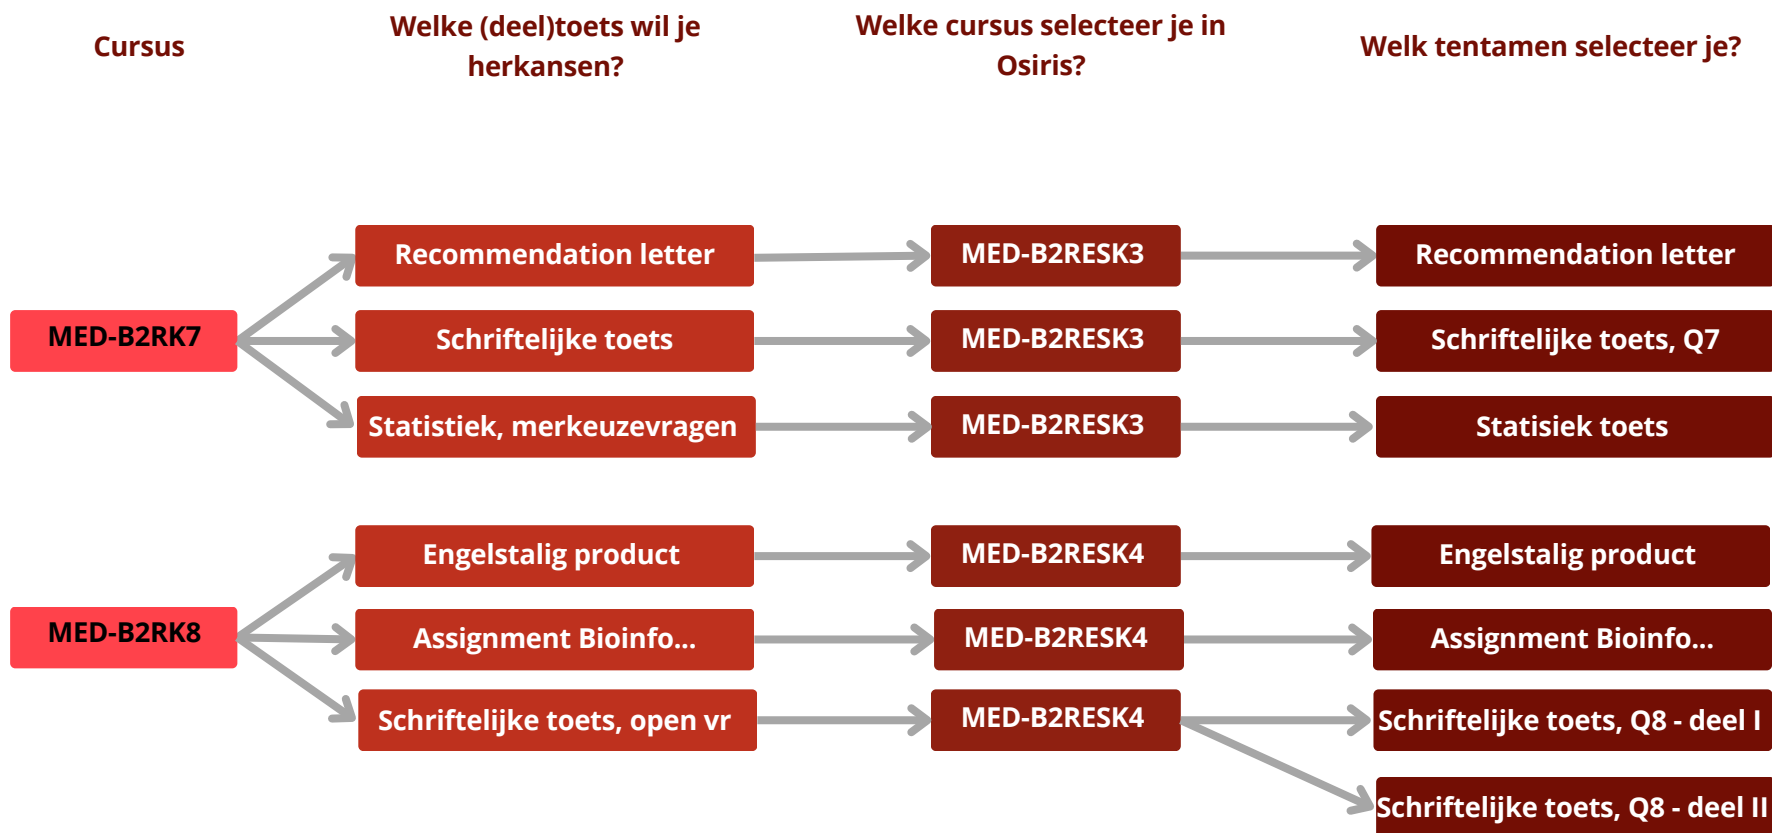 Cursus
Welke (deel)toets wil je
herkansen?
Welke cursus selecteer je in
Osiris?
Welk tentamen selecteer je?
MED-B2RK7
Recommendation letter
MED-B2RESK3
Recommendation letter
Schriftelijke toets
MED-B2RESK3
Schriftelijke toets, Q7
Statistiek, merkeuzevragen
MED-B2RESK3
Statisiek toets
MED-B2RK8
Engelstalig product
MED-B2RESK4
Engelstalig product
Assignment Bioinfo...
MED-B2RESK4
Assignment Bioinfo...
Schriftelijke toets, open vr
MED-B2RESK4
Schriftelijke toets, Q8 - deel I
Schriftelijke toets, Q8 - deel II